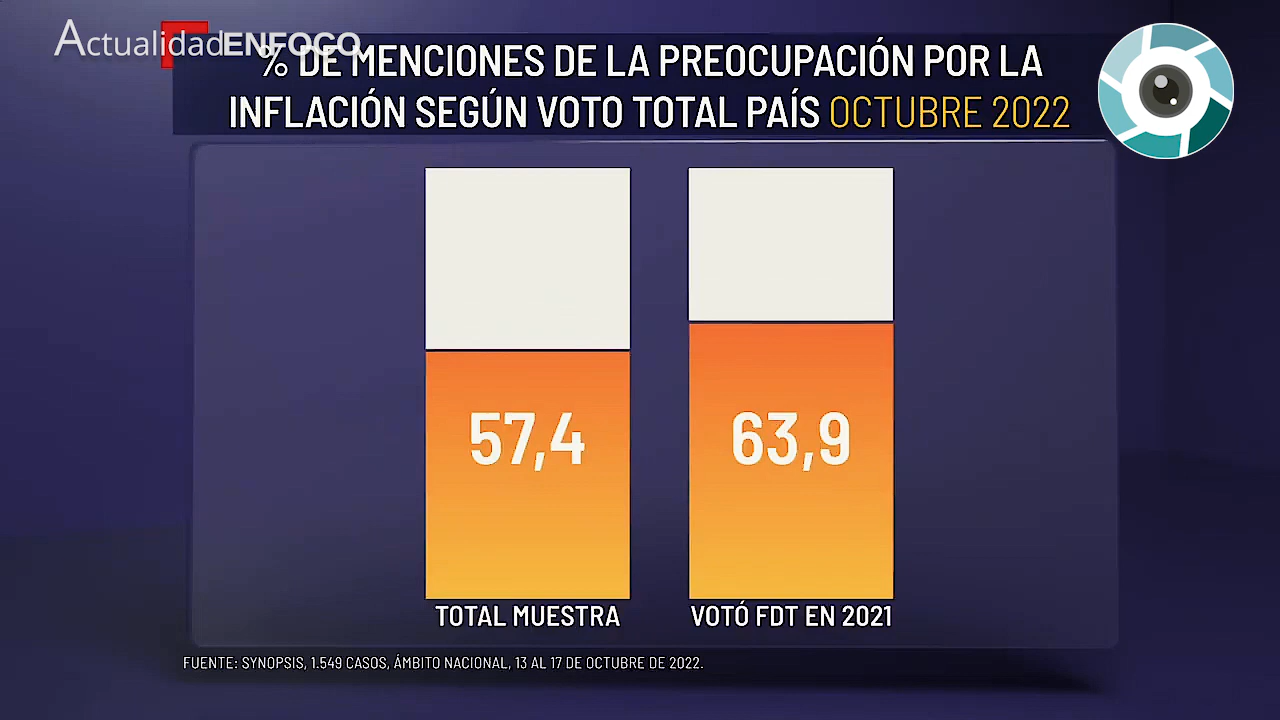 Actualidad ENFOCO
% DE MENCIONES DE LA PREOCUPACIÓN POR LA
INFLACIÓN SEGÚN VOTO TOTAL PAÍS OCTUBRE 2022
57,4
63,9
TOTAL MUESTRA
VOTÓ FDT EN 2021
FUENTE: SYNOPSIS, 1.549 CASOS, ÁMBITO NACIONAL, 13 AL 17 DE OCTUBRE DE 2022.